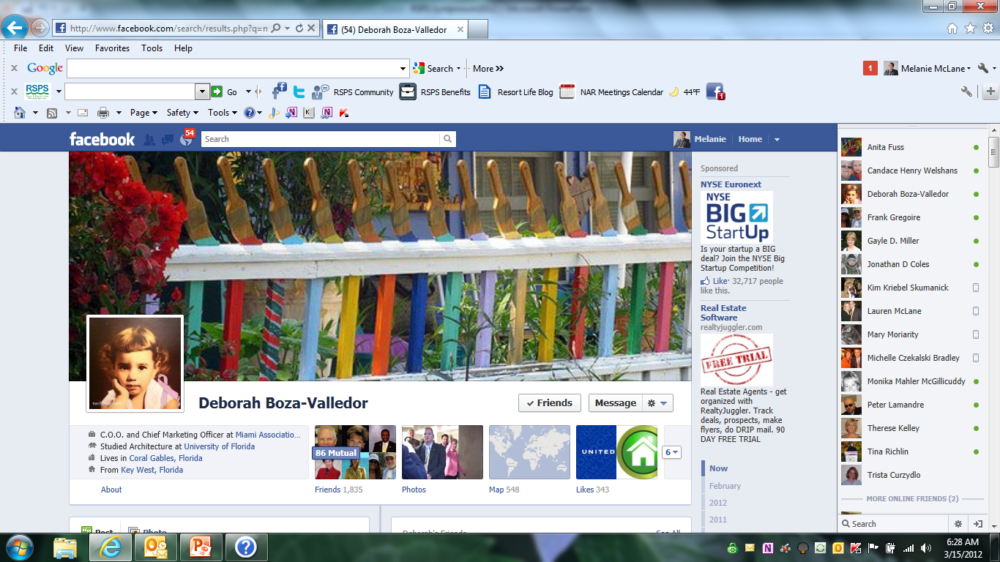 http://www.facebook.com/search/results.php?q=n
(54) Deborah Boza-Valledor
File Edit View Favorites Tools Help
x Google Search More »
1 Melanie McLane
x RSPS Go RSPS Community RSPS Benefits Resort Life Blog NAR Meetings Calendar 44°F 1
Page Safety Tools
facebook 54 Search Melanie Home
Sponsored
NYSE Euronext
NYSE
BIG
StartUp
Is your startup a BIG
deal? Join the NYSE Big
Startup Competition!
Like · 32,717 people
like this.
Real Estate
Software
realtyjuggler.com
FREE TRIAL
Real Estate Agents - get
organized with
RealtyJuggler. Track
deals, prospects, make
flyers, do DRIP mail. 90
DAY FREE TRIAL
Now
February
2012
2011
Deborah Boza-Valledor
Friends Message
C.O.O. and Chief Marketing Officer at Miami Associatio...
Studied Architecture at University of Florida
Lives in Coral Gables, Florida
From Key West, Florida
About
86 Mutual
Friends 1,835
Photos
Map 548
UNITED
Likes 343
6
Post Photo
Deborah's Friends See All
Anita Fuss
Candace Henry Welshans
Deborah Boza-Valledor
Frank Gregoire
Gayle D. Miller
Jonathan D Coles
Kim Kriebel Skumanick
Lauren McLane
Mary Moriarity
Michelle Czekalski Bradley
Monika Mahler McGillicuddy
Peter Lamandre
Therese Kelley
Tina Richlin
Trista Curzydlo
MORE ONLINE FRIENDS (2)
Search
6:28 AM
3/15/2012